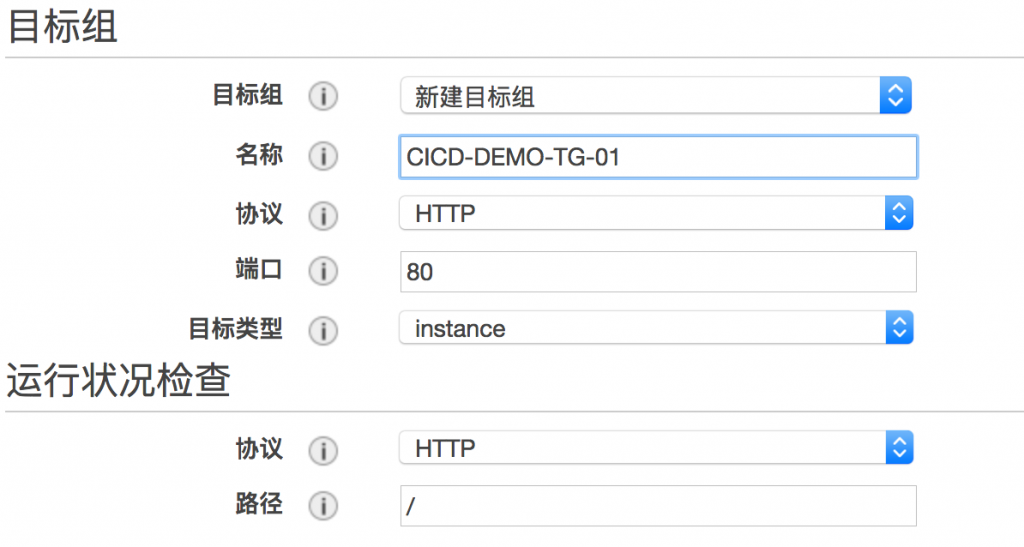 目标组
目标组 新建目标组
名称 CICD-DEMO-TG-01
协议 HTTP
端口 80
目标类型 instance
运行状况检查
协议 HTTP
路径 /